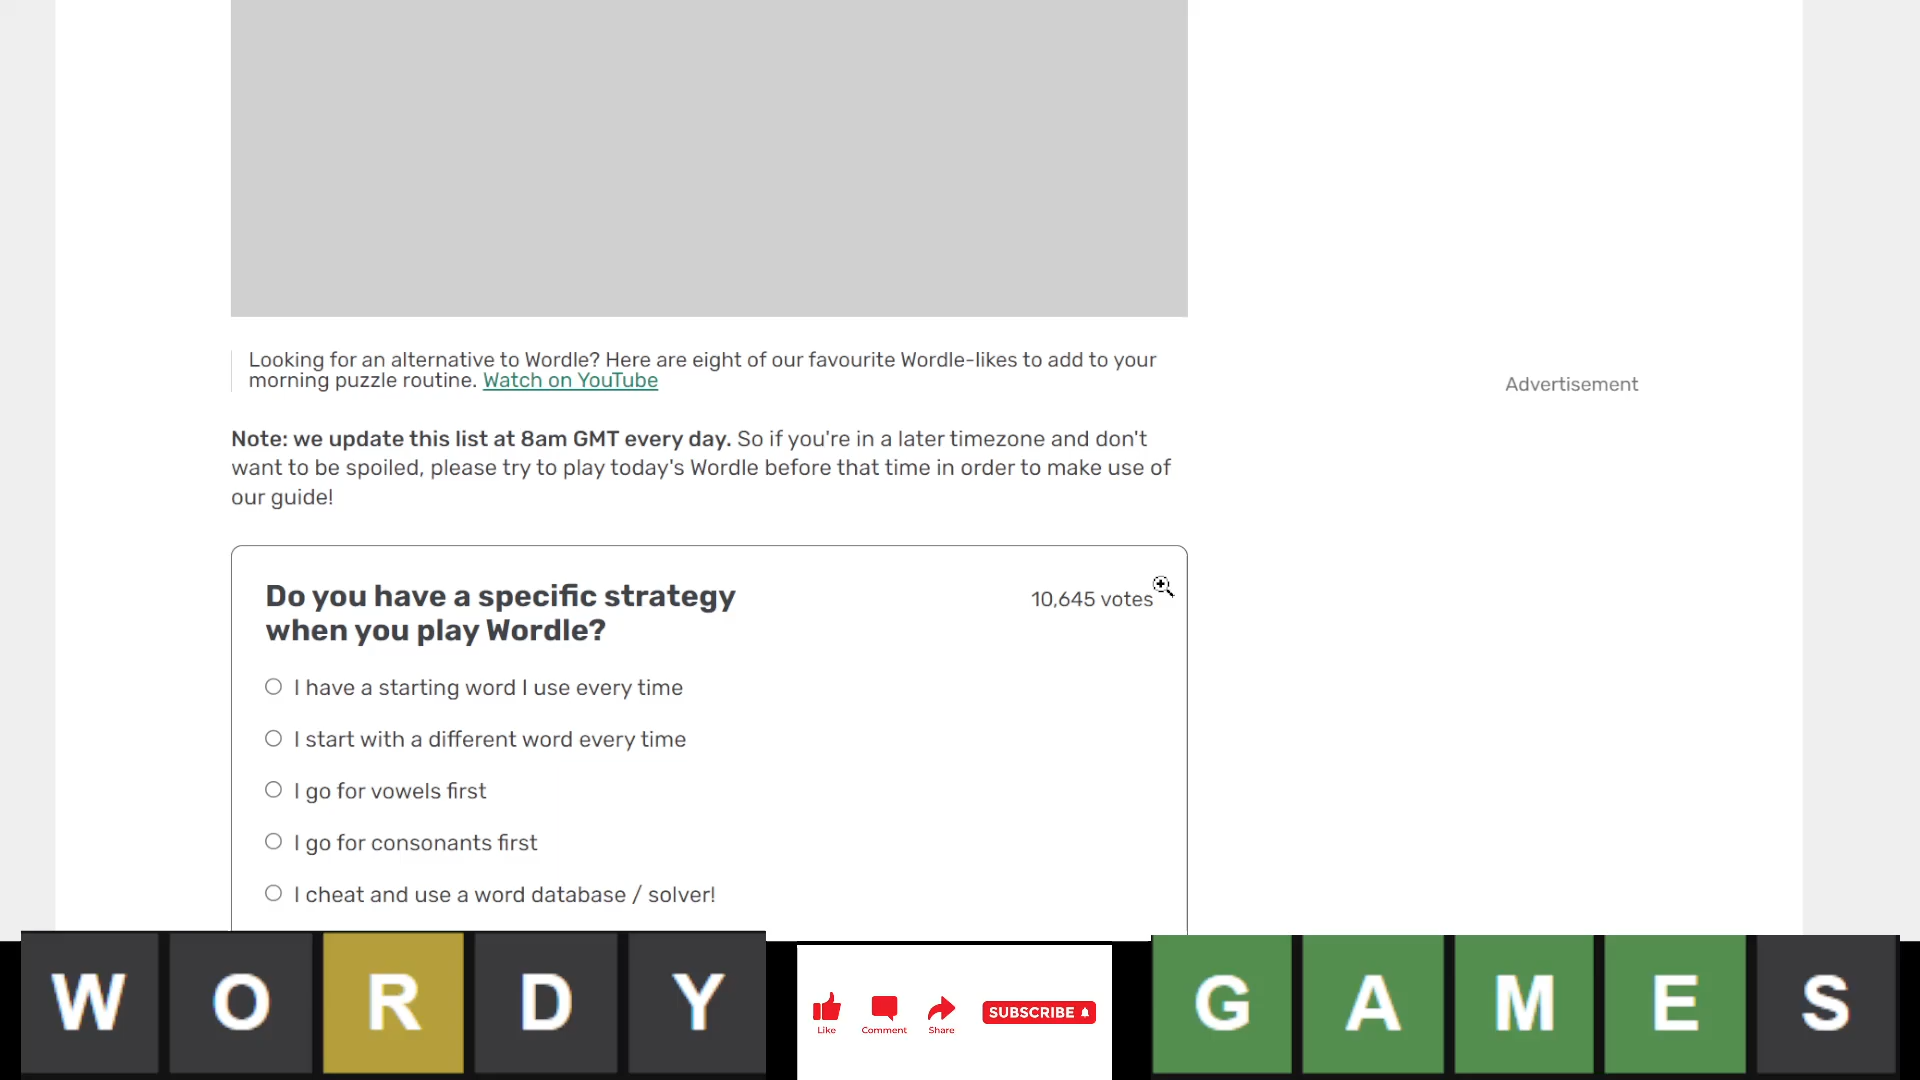 Looking for an alternative to Wordle? Here are eight of our favourite Wordle-likes to add to your
morning puzzle routine. Watch on YouTube
Advertisement
Note: we update this list at 8am GMT every day. So if you're in a later timezone and don't
want to be spoiled, please try to play today's Wordle before that time in order to make use of
our guide!
Do you have a specific strategy
when you play Wordle?
10,645 votes
I have a starting word I use every time
I start with a different word every time
I go for vowels first
I go for consonants first
I cheat and use a word database / solver!
WORDY
Like
Comment
Share
SUBSCRIBE
GAMES